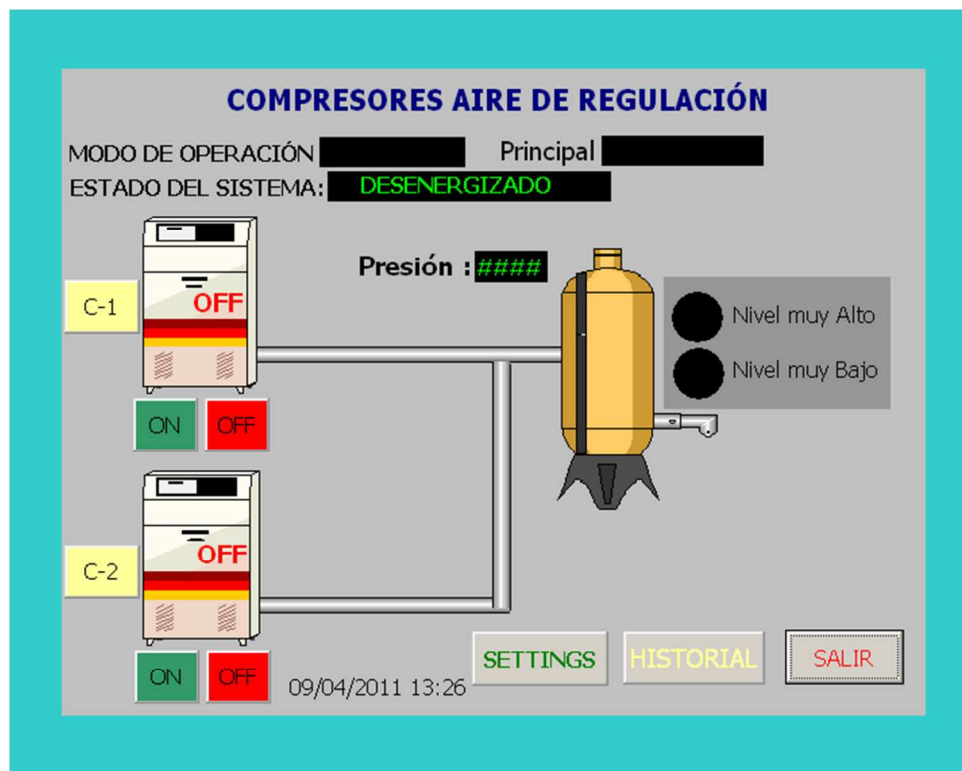 COMPRESORES AIRE DE REGULACIÓN
MODO DE OPERACIÓN Principal
ESTADO DEL SISTEMA: DESENERGIZADO
Presión : ####
C-1
OFF
Nivel muy Alto
Nivel muy Bajo
ON OFF
C-2
OFF
ON OFF
09/04/2011 13:26
SETTINGS HISTORIAL SALIR